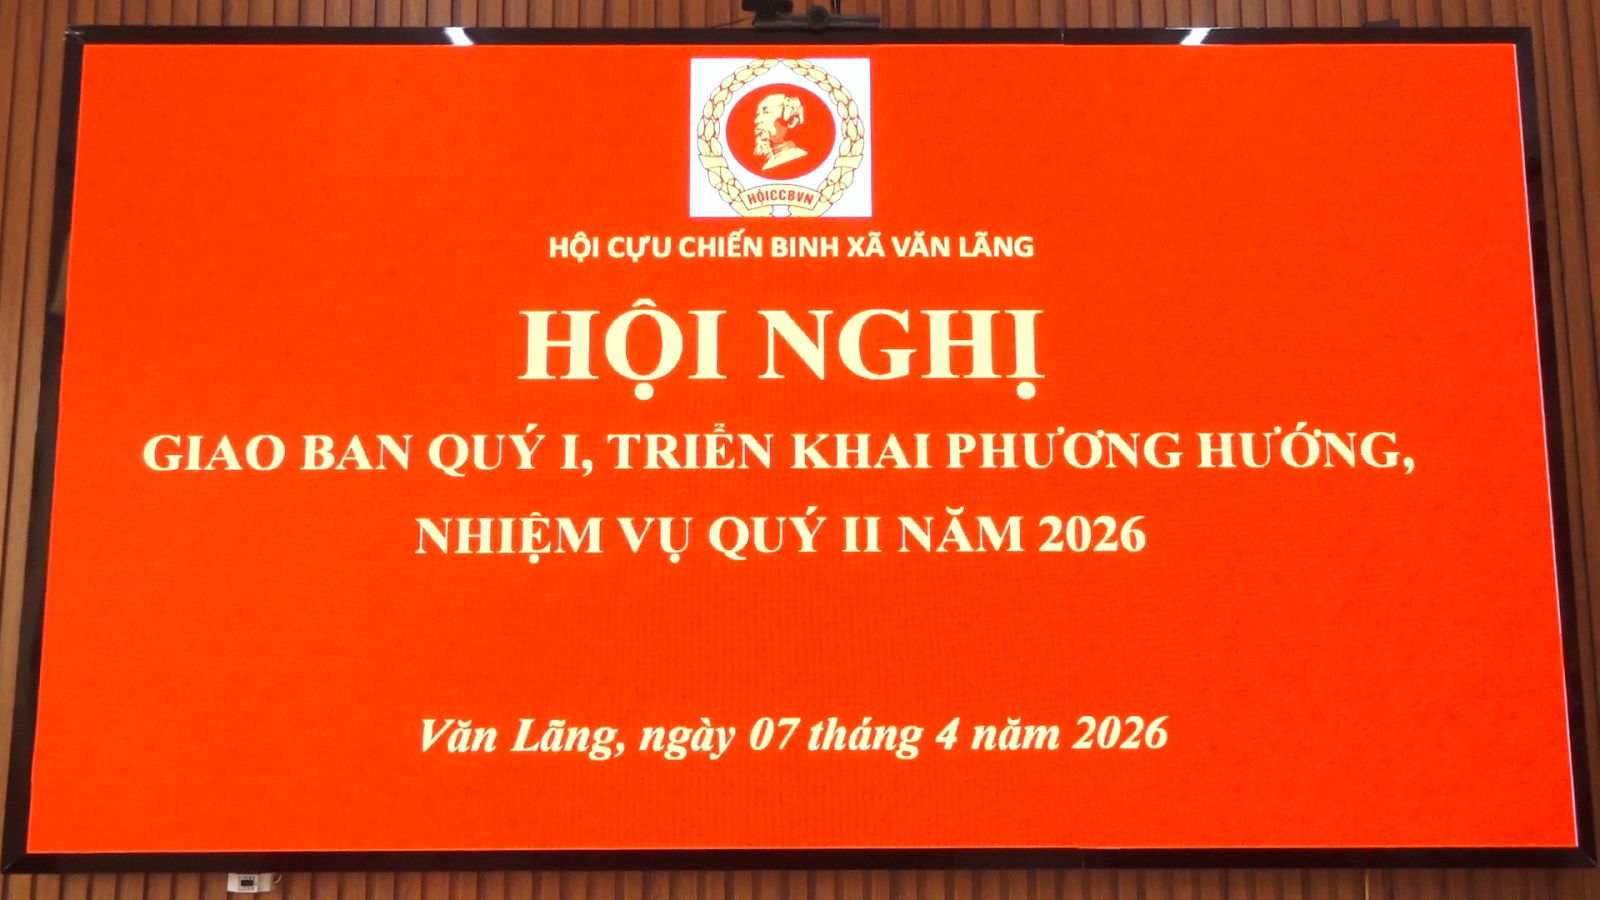 HỘICCBVN
HỘI CỰU CHIẾN BINH XÃ VĂN LÃNG
HỘI NGHỊ
GIAO BAN QUÝ I, TRIỂN KHAI PHƯƠNG HƯỚNG,
NHIỆM VỤ QUÝ II NĂM 2026
Văn Lãng, ngày 07 tháng 4 năm 2026